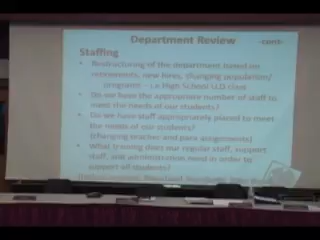 Department Review -cont-
Staffing
• Restructuring of the department based on
retirements, new hires, changing population/
programs - i.e High School
• Do we have the appropriate number of staff to
meet the needs of our students?
• Do we have staff appropriately placed to meet
the needs of our students?
(changing teacher and para assignments)
• What training does our regular staff, support
staff, and administration need in order to
support all students?